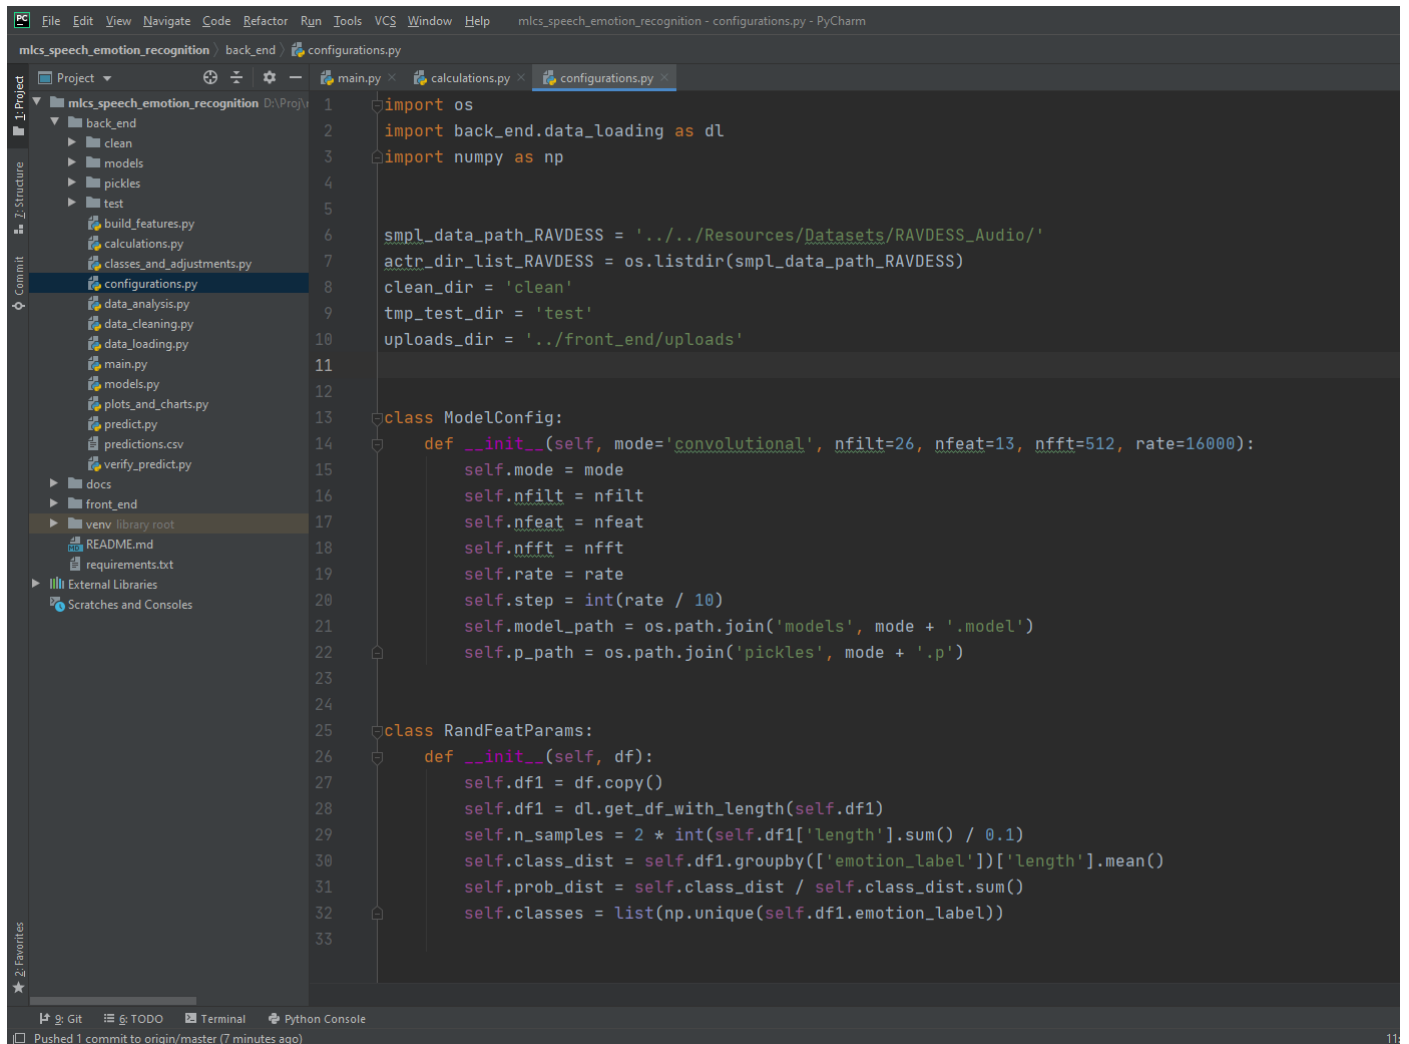 PC File Edit View Navigate Code Refactor Run Tools VCS Window Help mlcs_speech_emotion_recognition - configurations.py - PyCharm
mlcs_speech_emotion_recognition back_end configurations.py
Project main.py calculations.py configurations.py
1: Project
7: Structure
Commit
2: Favorites
mlcs_speech_emotion_recognition D:\Proj\
back_end
clean
models
pickles
test
build_features.py
calculations.py
classes_and_adjustments.py
configurations.py
data_analysis.py
data_cleaning.py
data_loading.py
main.py
models.py
plots_and_charts.py
predict.py
predictions.csv
verify_predict.py
docs
front_end
venv library root
README.md
requirements.txt
External Libraries
Scratches and Consoles
1 import os
2 import back_end.data_loading as dl
3 import numpy as np
4
5
6 smpl_data_path_RAVDESS = '../../Resources/Datasets/RAVDESS_Audio/'
7 actr_dir_list_RAVDESS = os.listdir(smpl_data_path_RAVDESS)
8 clean_dir = 'clean'
9 tmp_test_dir = 'test'
10 uploads_dir = '../front_end/uploads'
11
12
13 class ModelConfig:
14     def __init__(self, mode='convolutional', nfilt=26, nfeat=13, nfft=512, rate=16000):
15         self.mode = mode
16         self.nfilt = nfilt
17         self.nfeat = nfeat
18         self.nfft = nfft
19         self.rate = rate
20         self.step = int(rate / 10)
21         self.model_path = os.path.join('models', mode + '.model')
22         self.p_path = os.path.join('pickles', mode + '.p')
23
24
25 class RandFeatParams:
26     def __init__(self, df):
27         self.df1 = df.copy()
28         self.df1 = dl.get_df_with_length(self.df1)
29         self.n_samples = 2 * int(self.df1['length'].sum() / 0.1)
30         self.class_dist = self.df1.groupby(['emotion_label'])['length'].mean()
31         self.prob_dist = self.class_dist / self.class_dist.sum()
32         self.classes = list(np.unique(self.df1.emotion_label))
33
9: Git 6: TODO Terminal Python Console
Pushed 1 commit to origin/master (7 minutes ago) 11: